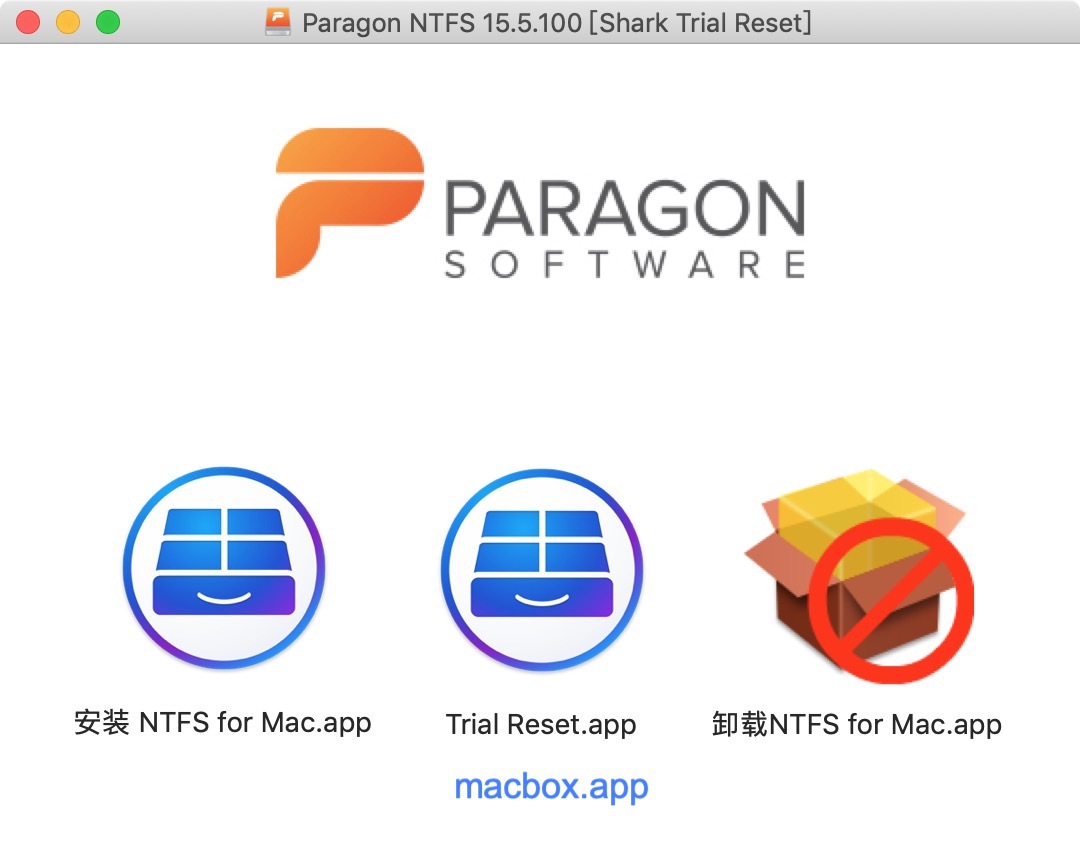 Paragon NTFS 15.5.100 [Shark Trial Reset]
PARAGON
SOFTWARE
安装 NTFS for Mac.app
Trial Reset.app
卸载NTFS for Mac.app
macbox.app